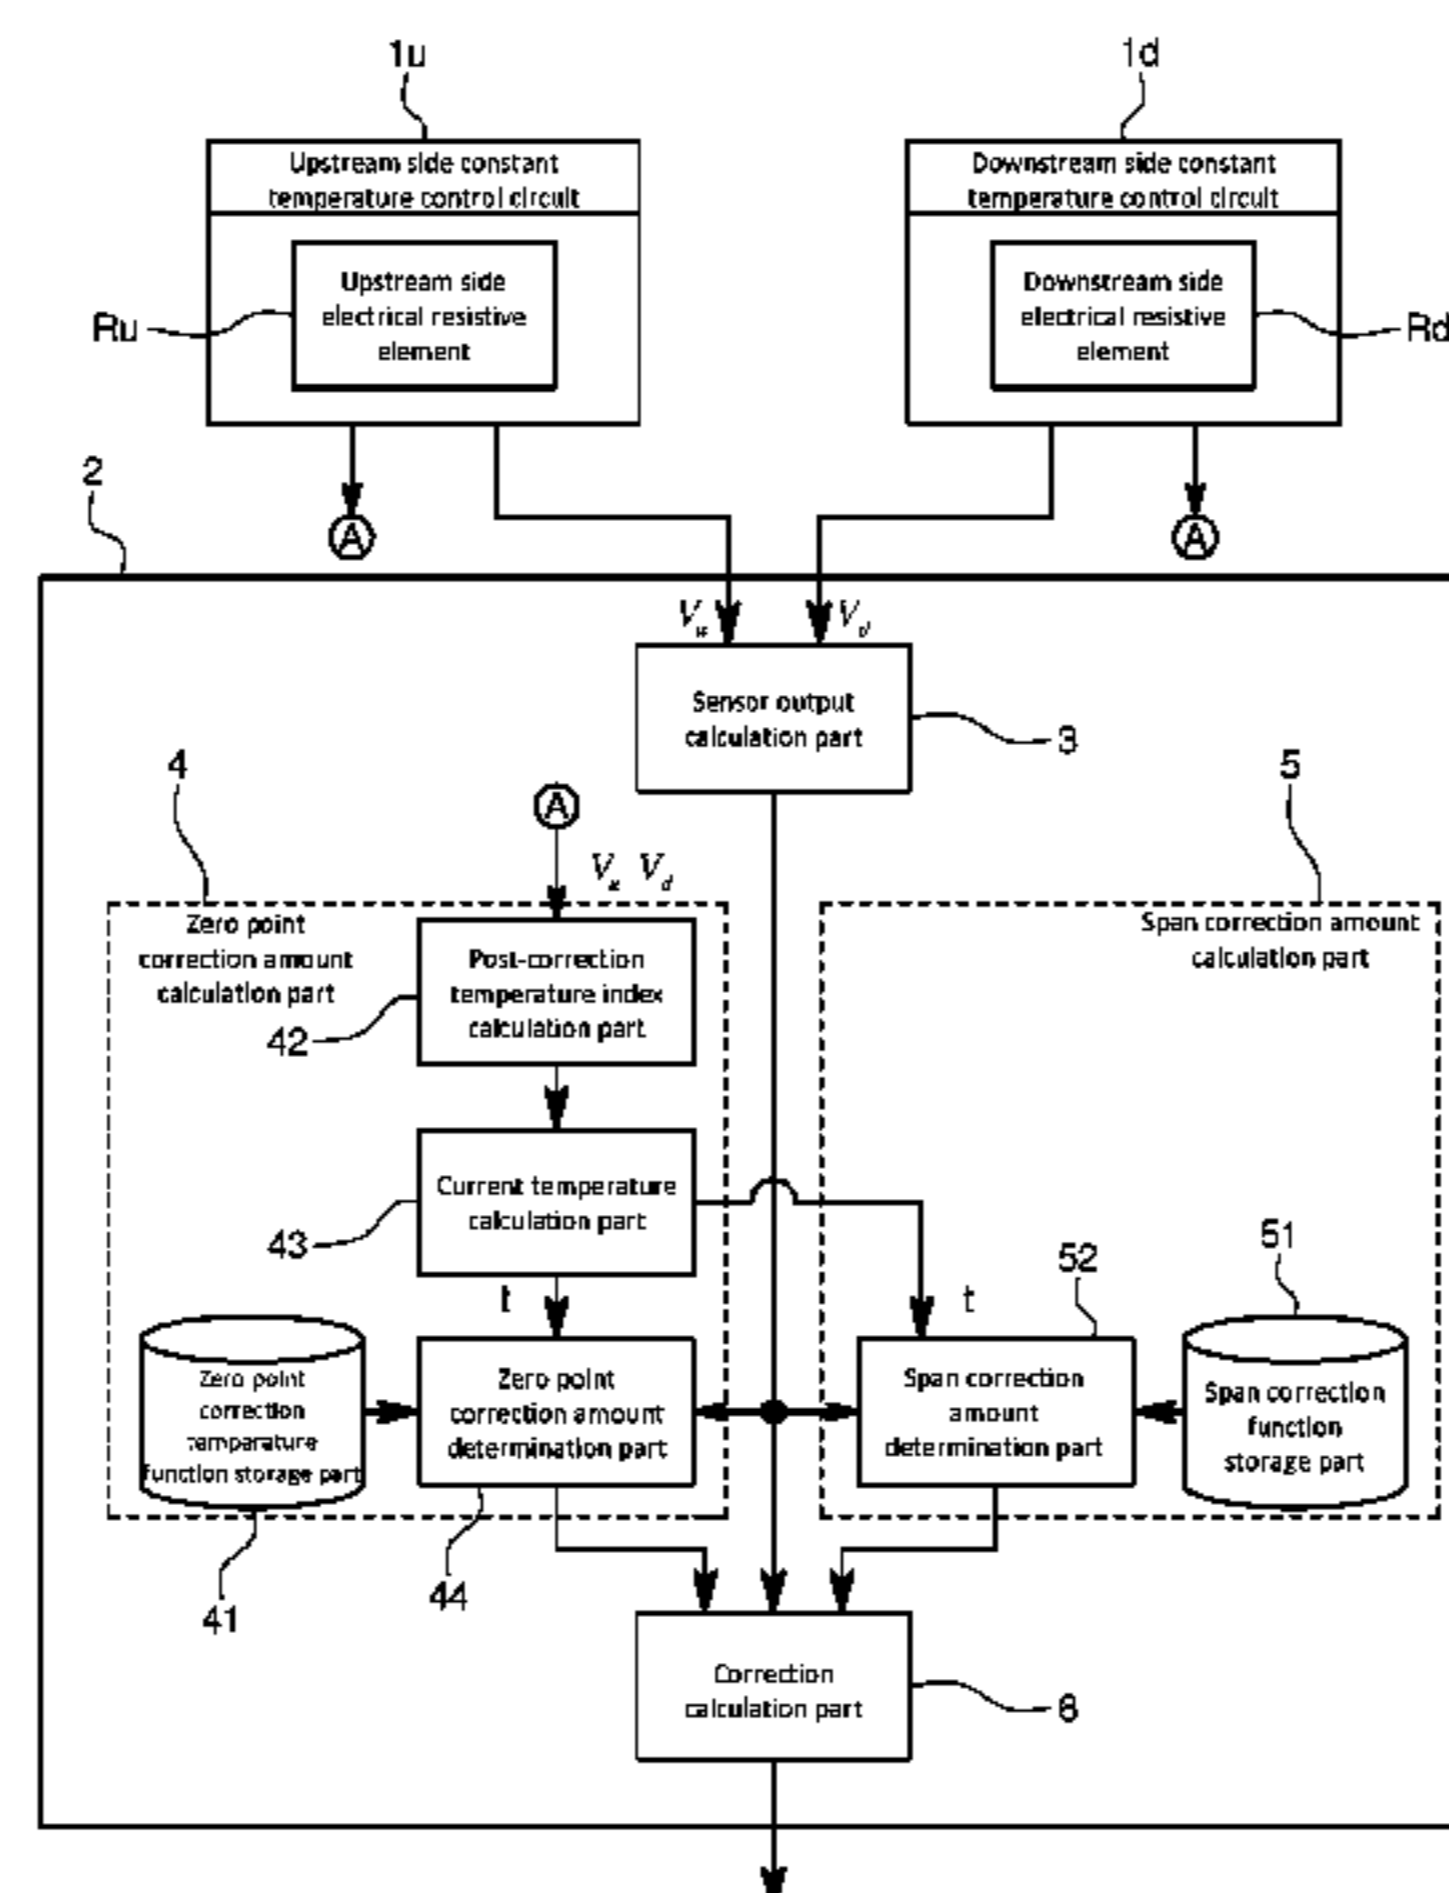 1u
1d
Upstream side constant
temperature control circuit
Downstream side constant
temperature control circuit
Upstream side
electrical resistive
element
Downstream side
electrical resistive
element
Ru
Rd
2
A
A
Vu
Vd
Sensor output
calculation part
3
4
A
5
Vu Vd
Zero point
correction amount
calculation part
Span correction amount
calculation part
Post-correction
temperature index
calculation part
42
Current temperature
calculation part
43
52
51
t
t
Zero point
correction
temparature
function storage part
Zero point
correction amount
determination part
Span correction
amount
determination part
Span correction
function
storage part
41
44
Correction
calculation part
6